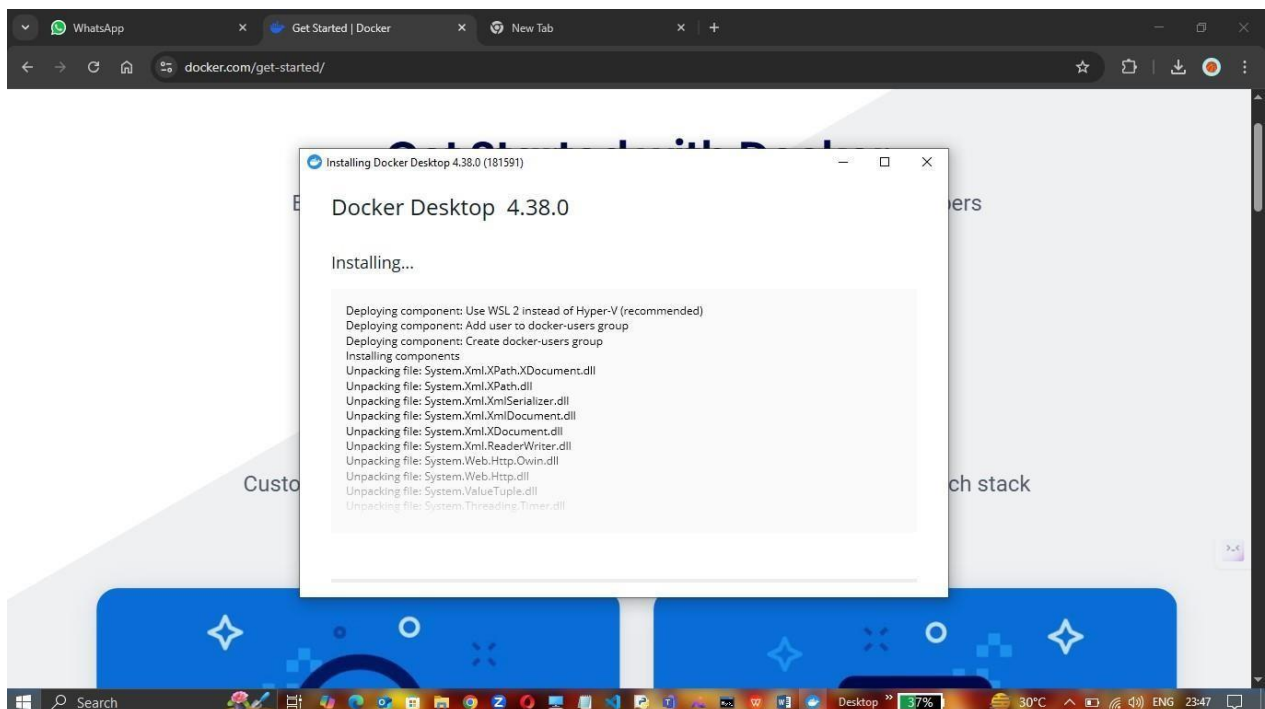 WhatsApp
Get Started | Docker
New Tab
docker.com/get-started/
Installing Docker Desktop 4.38.0 (181591)
Docker Desktop 4.38.0
Installing...
Deploying component: Use WSL 2 instead of Hyper-V (recommended)
Deploying component: Add user to docker-users group
Deploying component: Create docker-users group
Installing components
Unpacking file: System.Xml.XPath.XDocument.dll
Unpacking file: System.Xml.XPath.dll
Unpacking file: System.Xml.XmlSerializer.dll
Unpacking file: System.Xml.XmlDocument.dll
Unpacking file: System.Xml.XDocument.dll
Unpacking file: System.Xml.ReaderWriter.dll
Unpacking file: System.Web.Http.Owin.dll
Unpacking file: System.Web.Http.dll
Unpacking file: System.ValueTuple.dll
Unpacking file: System.Threading.Timer.dll
Custo
ch stack
Search
Desktop
37%
30°C
ENG
23:47